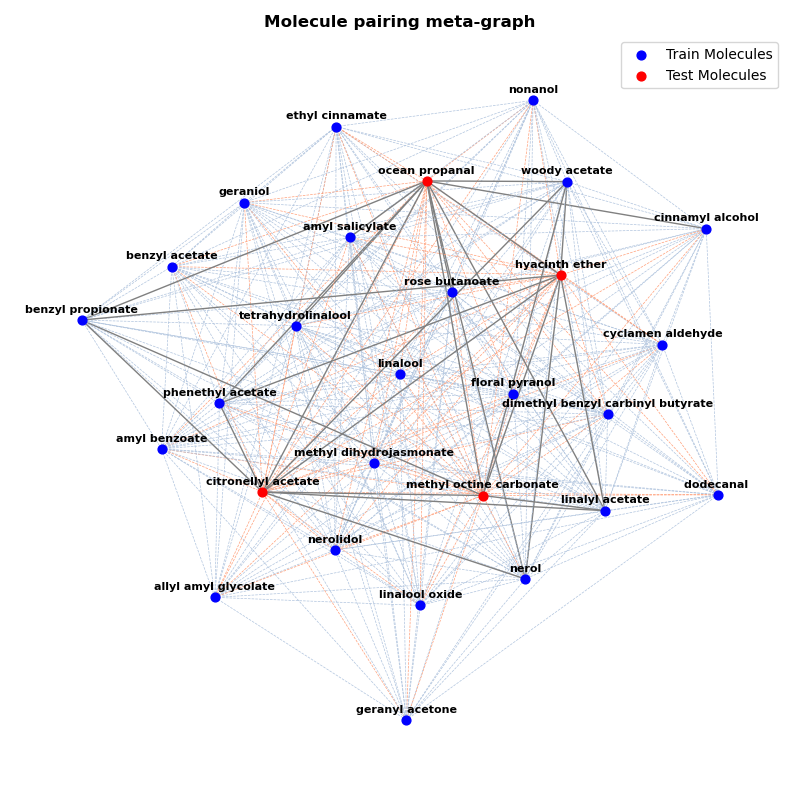 Molecule pairing meta-graph
Train Molecules
Test Molecules
nonanol
ethyl cinnamate
ocean propanal
woody acetate
geraniol
cinnamyl alcohol
amyl salicylate
benzyl acetate
hyacinth ether
rose butanoate
benzyl propionate
tetrahydrolinalool
cyclamen aldehyde
linalool
floral pyranol
phenethyl acetate
dimethyl benzyl carbinyl butyrate
amyl benzoate
methyl dihydrojasmonate
citronellyl acetate
methyl octine carbonate
dodecanal
linalyl acetate
nerolidol
nerol
allyl amyl glycolate
linalool oxide
geranyl acetone